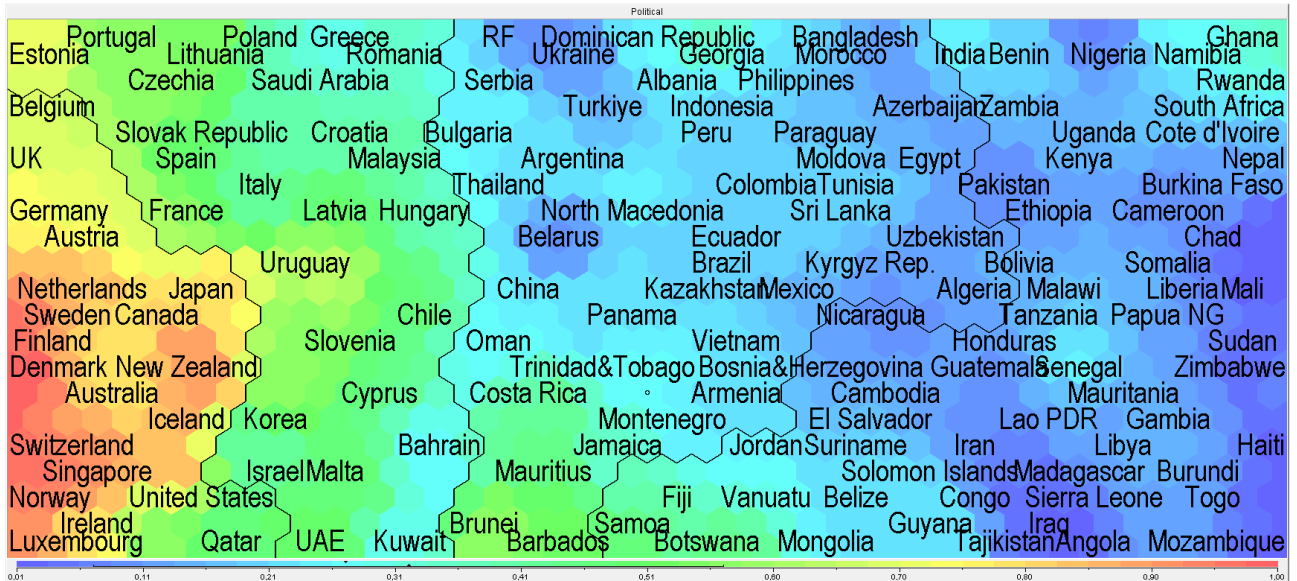 Political
Portugal Poland Greece RF Dominican Republic Bangladesh Ghana
Estonia Lithuania Romania Ukraine Georgia Morocco India Benin Nigeria Namibia
Czechia Saudi Arabia Serbia Albania Philippines Rwanda
Belgium Turkiye Indonesia Azerbaijan Zambia South Africa
Slovak Republic Croatia Bulgaria Peru Paraguay Uganda Cote d'Ivoire
UK Spain Malaysia Argentina Moldova Egypt Kenya Nepal
Italy Thailand Colombia Tunisia Pakistan Burkina Faso
Germany France Latvia Hungary North Macedonia Sri Lanka Ethiopia Cameroon
Austria Belarus Ecuador Uzbekistan Chad
Uruguay Brazil Kyrgyz Rep. Bolivia Somalia
Netherlands Japan China Kazakhstan Mexico Algeria Malawi Liberia Mali
Sweden Canada Chile Panama Nicaragua Tanzania Papua NG
Finland Slovenia Oman Vietnam Honduras Sudan
Denmark New Zealand Trinidad&Tobago Bosnia&Herzegovina Guatemala Senegal Zimbabwe
Australia Cyprus Costa Rica Armenia Cambodia Mauritania
Iceland Korea Montenegro El Salvador Lao PDR Gambia
Switzerland Bahrain Jamaica Jordan Suriname Iran Libya Haiti
Singapore Israel Malta Mauritius Solomon Islands Madagascar Burundi
Norway United States Fiji Vanuatu Belize Congo Sierra Leone Togo
Ireland Brunei Samoa Guyana Iraq
Luxembourg Qatar UAE Kuwait Barbados Botswana Mongolia Tajikistan Angola Mozambique
0,01 0,11 0,21 0,31 0,41 0,51 0,60 0,70 0,80 0,90 1,00